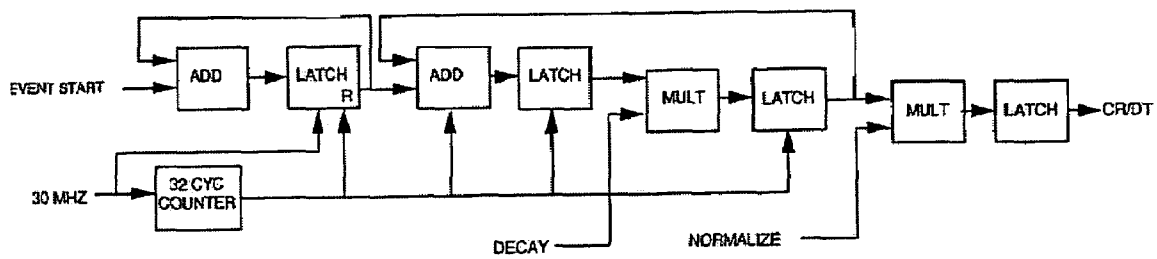 ADD
LATCH
R
ADD
LATCH
MULT
LATCH
MULT
LATCH
CR/DT
EVENT START
30 MHZ
32 CYC
COUNTER
DECAY
NORMALIZE